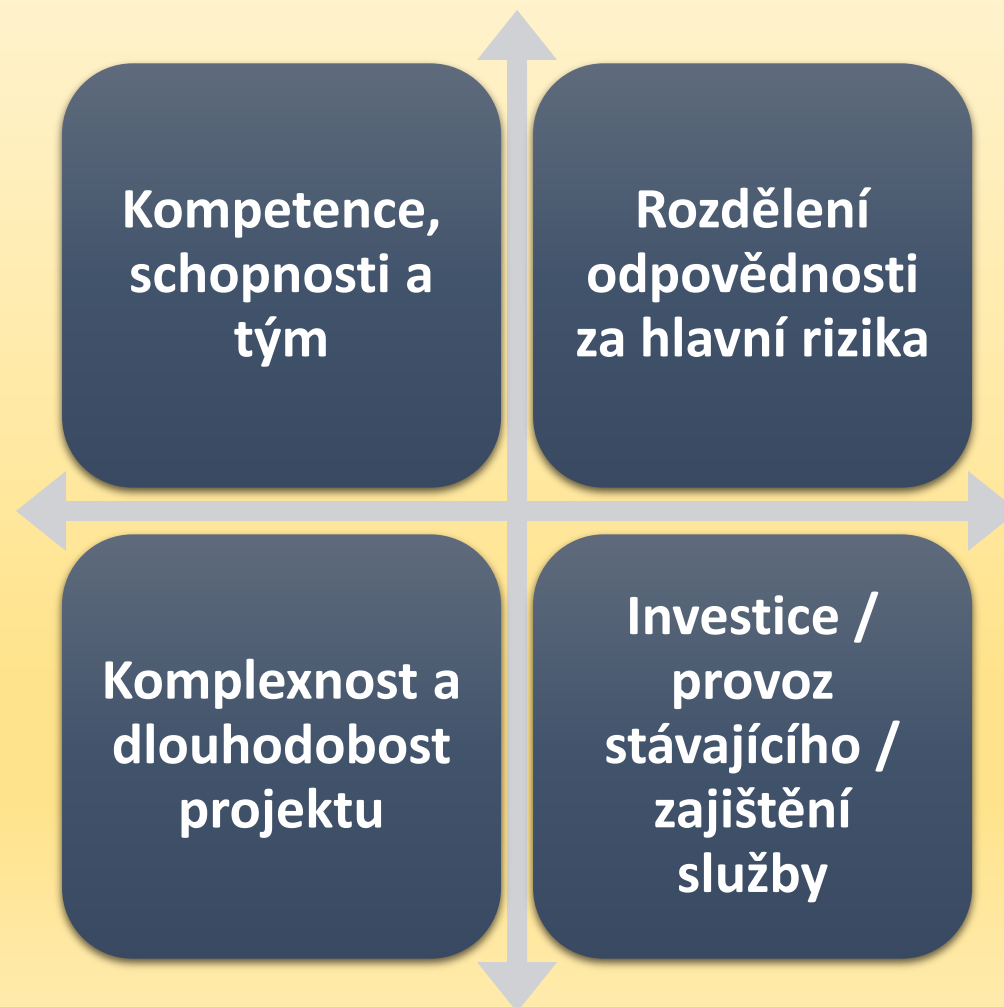 Kompetence,
schopnosti a
tým
Rozdělení
odpovědnosti
za hlavní rizika
Komplexnost a
dlouhodobost
projektu
Investice /
provoz
stávajícího /
zajištění
služby